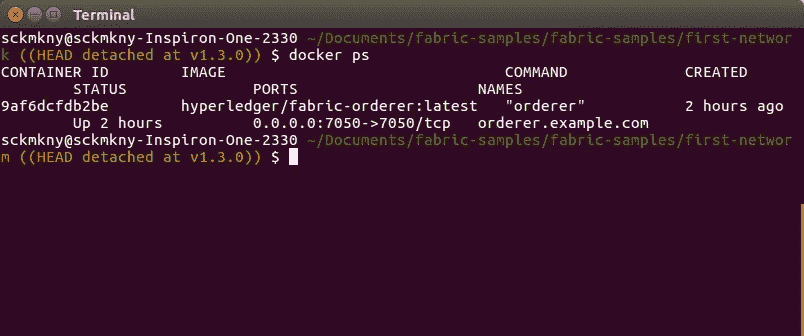 Terminal
sckmkny@sckmkny-Inspiron-One-2330 ~/Documents/fabric-samples/fabric-samples/first-networ
k ((HEAD detached at v1.3.0)) $ docker ps
CONTAINER ID IMAGE COMMAND CREATED
STATUS PORTS NAMES
9af6dcfdb2be hyperledger/fabric-orderer:latest "orderer" 2 hours ago
Up 2 hours 0.0.0.0:7050->7050/tcp orderer.example.com
sckmkny@sckmkny-Inspiron-One-2330 ~/Documents/fabric-samples/fabric-samples/first-networ
m ((HEAD detached at v1.3.0)) $